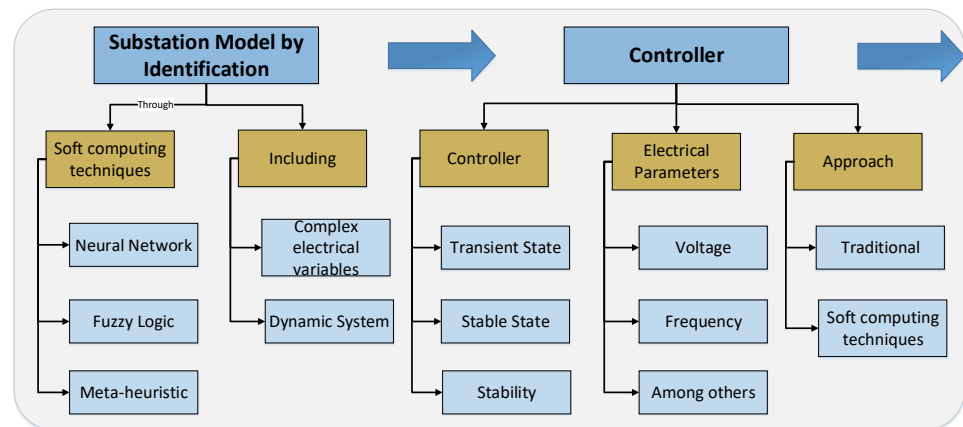 Substation Model by
Identification
Controller
Through
Soft computing
techniques
Including
Controller
Electrical
Parameters
Approach
Neural Network
Complex
electrical
variables
Transient State
Voltage
Traditional
Fuzzy Logic
Dynamic System
Stable State
Frequency
Soft computing
techniques
Meta-heuristic
Stability
Among others